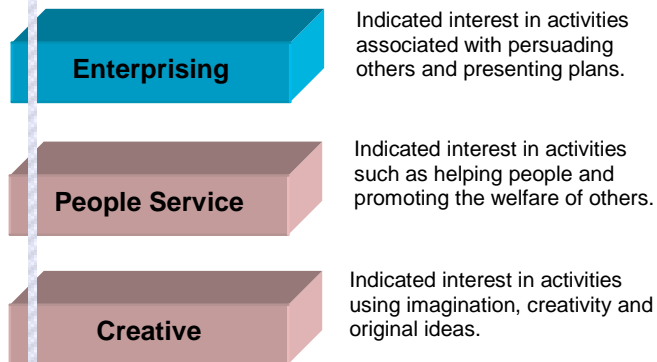 Enterprising
Indicated interest in activities
associated with persuading
others and presenting plans.
People Service
Indicated interest in activities
such as helping people and
promoting the welfare of others.
Creative
Indicated interest in activities
using imagination, creativity and
original ideas.